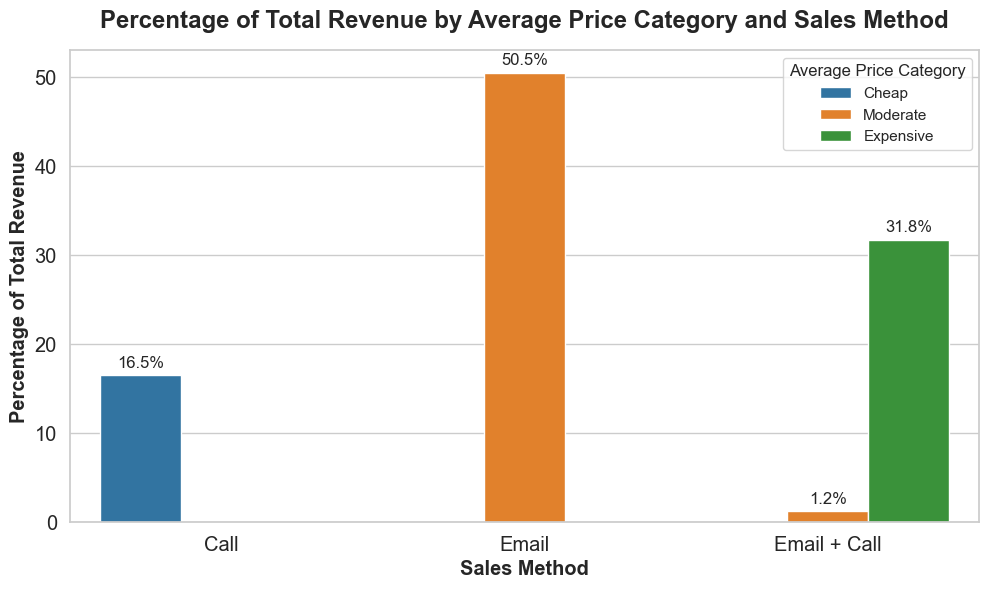 Percentage of Total Revenue by Average Price Category and Sales Method
Percentage of Total Revenue
50
40
30
20
10
0
16.5%
50.5%
1.2%
31.8%
Average Price Category
Cheap
Moderate
Expensive
Call
Email
Email + Call
Sales Method